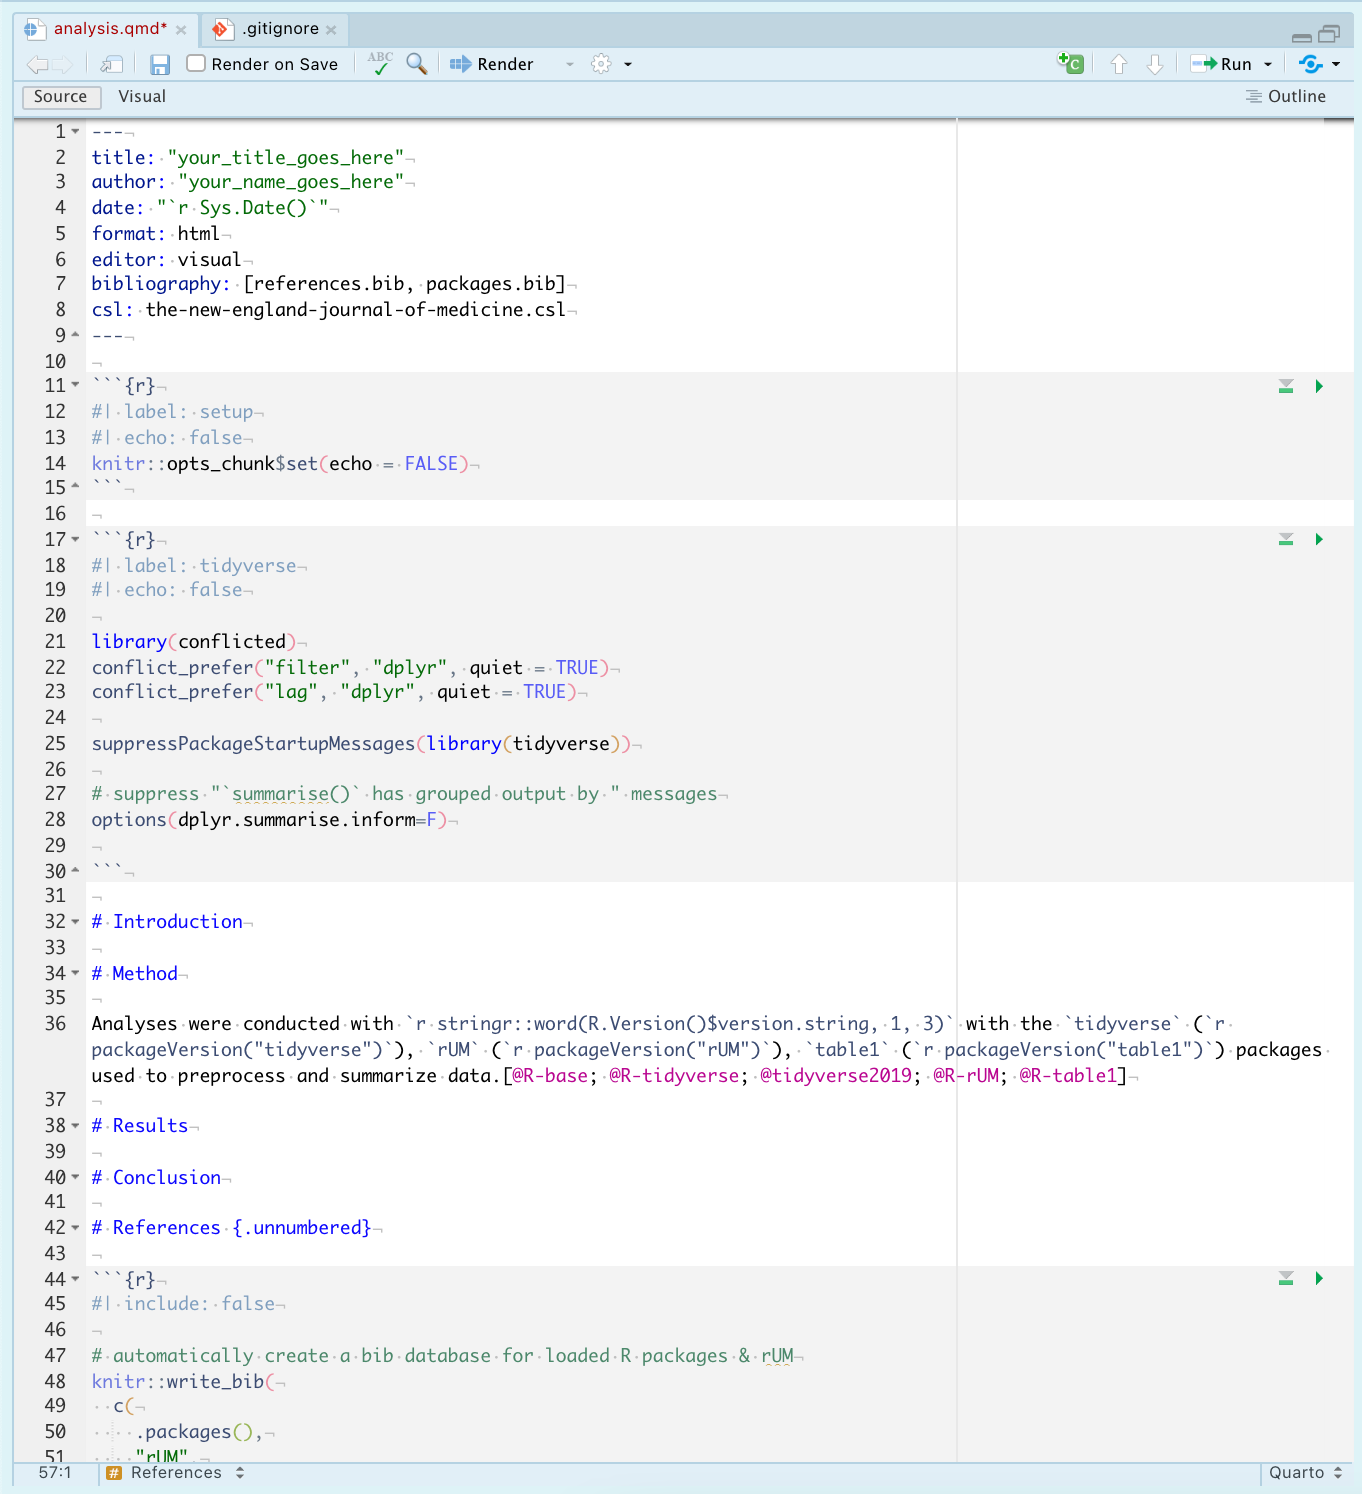 analysis.qmd* × .gitignore ×
Render on Save ABC Render Run
Source Visual Outline
1 ---
2 title: "your_title_goes_here"
3 author: "your_name_goes_here"
4 date: "`r Sys.Date()`"
5 format: html
6 editor: visual
7 bibliography: [references.bib, packages.bib]
8 csl: the-new-england-journal-of-medicine.csl
9 ---
10
11 ```{r}
12 #| label: setup
13 #| echo: false
14 knitr::opts_chunk$set(echo = FALSE)
15 ```
16
17 ```{r}
18 #| label: tidyverse
19 #| echo: false
20
21 library(conflicted)
22 conflict_prefer("filter", "dplyr", quiet = TRUE)
23 conflict_prefer("lag", "dplyr", quiet = TRUE)
24
25 suppressPackageStartupMessages(library(tidyverse))
26
27 # suppress "`summarise()` has grouped output by " messages
28 options(dplyr.summarise.inform=F)
29
30 ```
31
32 # Introduction
33
34 # Method
35
36 Analyses were conducted with `r stringr::word(R.Version()$version.string, 1, 3)` with the `tidyverse` (`r
packageVersion("tidyverse")`), `rUM` (`r packageVersion("rUM")`), `table1` (`r packageVersion("table1")`) packages
used to preprocess and summarize data.[@R-base; @R-tidyverse; @tidyverse2019; @R-rUM; @R-table1]
37
38 # Results
39
40 # Conclusion
41
42 # References {.unnumbered}
43
44 ```{r}
45 #| include: false
46
47 # automatically create a bib database for loaded R packages & rUM
48 knitr::write_bib(
49 c(
50 .packages(),
51 "rUM",
57:1 # References Quarto